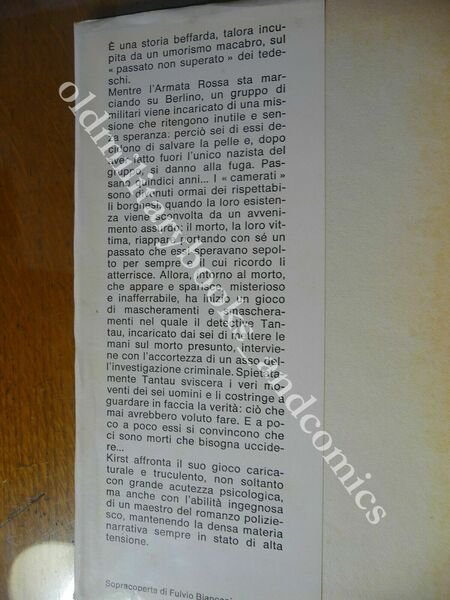 È una storia beffarda, talora incu-
pita da un umorismo macabro, sul
« passato non superato » dei tede-
schi.
Mentre l'Armata Rossa sta mar-
ciando su Berlino, un gruppo di
militari viene incaricato di una mis-
sione che ritengono inutile e sen-
za speranza: perciò sei di essi de-
cidono di salvare la pelle e, dopo
aver fatto fuori l'unico nazista del
gruppo, si danno alla fuga. Pas-
sano quindici anni... I « camerati »
sono divenuti ormai dei rispettabi-
li borghesi quando la loro esisten-
za viene sconvolta da un avveni-
mento assurdo: il morto, la loro vit-
tima, riappare portando con sé un
passato che essi speravano sepol-
to per sempre e il cui ricordo li
atterrisce. Allora, intorno al morto,
che appare e sparisce, misterioso
e inafferrabile, ha inizio un gioco
di mascheramenti e smaschera-
menti nel quale il detective Tan-
tau, incaricato dai sei di mettere
le mani sul morto presunto, intervie-
ne con l'accortezza di un asso del-
l'investigazione criminale. Spietata-
mente Tantau sviscera i veri mo-
venti dei sei uomini e li costringe a
guardare in faccia la verità: ciò che
mai avrebbero voluto fare. E a po-
co a poco essi si convincono che
ci sono morti che bisogna uccide-
re...
Kirst affronta il suo gioco carica-
turale e truculento, non soltanto
con grande acutezza psicologica,
ma anche con l'abilità ingegnosa
di un maestro del romanzo polizie-
sco, mantenendo la densa materia
narrativa sempre in stato di alta
tensione.
Sopracoperta di Fulvio Bianconi
oldmilitarybooks_andcomics